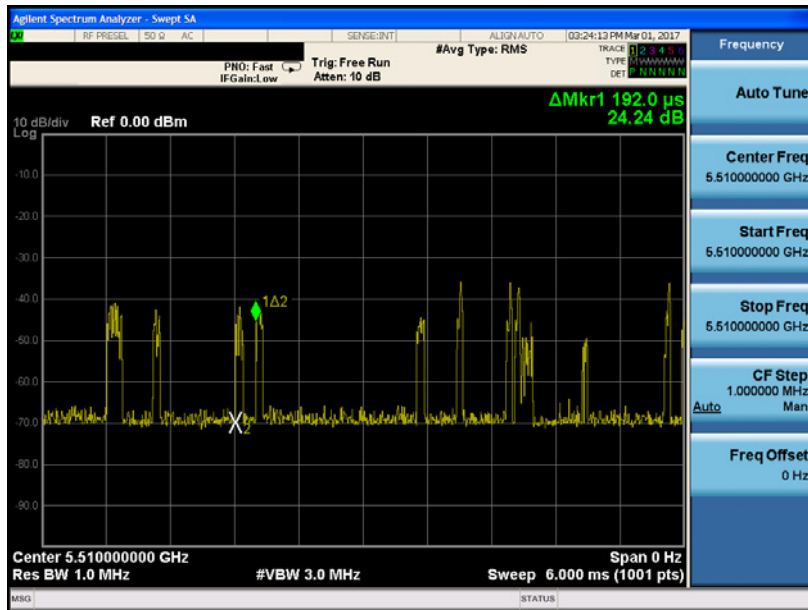 Agilent Spectrum Analyzer - Swept SA
RF PRESEL 50 Ω AC SENSE:INT ALIGN AUTO 03:24:13 PM Mar 01, 2017
#Avg Type: RMS
TRACE 1 2 3 4 5 6
TYPE MWWWWW
DET P N N N N N
PNO: Fast
IFGain:Low
Trig: Free Run
Atten: 10 dB
ΔMkr1 192.0 µs
24.24 dB
10 dB/div Ref 0.00 dBm
Log
-10.0
-20.0
-30.0
-40.0
1Δ2
-50.0
-60.0
-70.0
X2
-80.0
-90.0
Center 5.510000000 GHz Span 0 Hz
Res BW 1.0 MHz #VBW 3.0 MHz Sweep 6.000 ms (1001 pts)
MSG STATUS
Frequency
Auto Tune
Center Freq
5.510000000 GHz
Start Freq
5.510000000 GHz
Stop Freq
5.510000000 GHz
CF Step
1.000000 MHz
Auto Man
Freq Offset
0 Hz